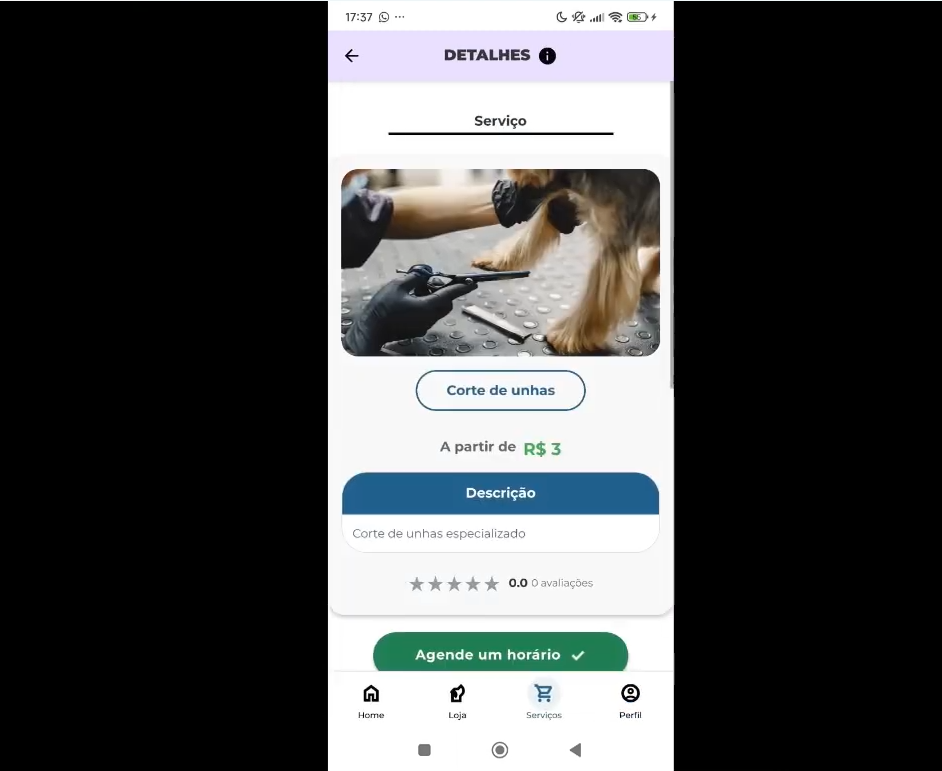 17:37
DETALHES
Serviço
Corte de unhas
A partir de R$ 3
Descrição
Corte de unhas especializado
0.0 0 avaliações
Agende um horário
Home Loja Serviços Perfil